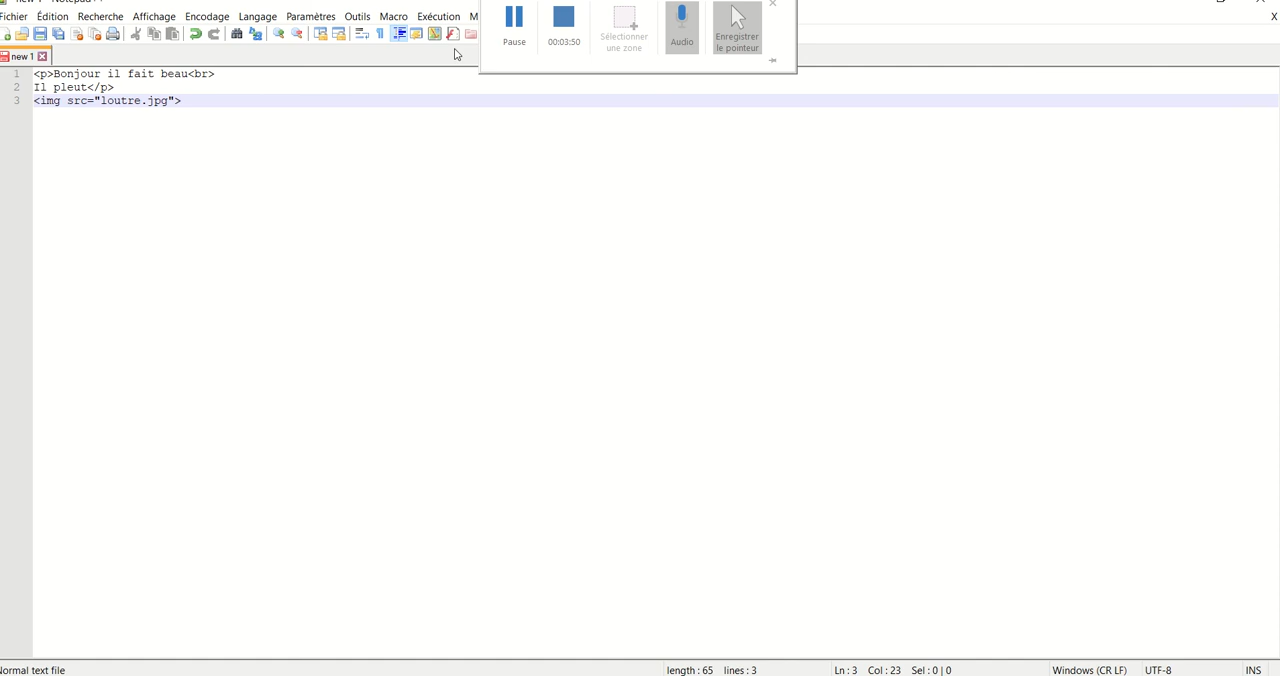 Fichier Édition Recherche Affichage Encodage Langage Paramètres Outils Macro Exécution M
X
Pause
00:03:50
Sélectionner
une zone
Audio
Enregistrer
le pointeur
new 1
1 <p>Bonjour il fait beau<br>
2 Il pleut</p>
3 <img src="loutre.jpg">
Normal text file length : 65 lines : 3 Ln : 3 Col : 23 Sel : 0 | 0 Windows (CR LF) UTF-8 INS